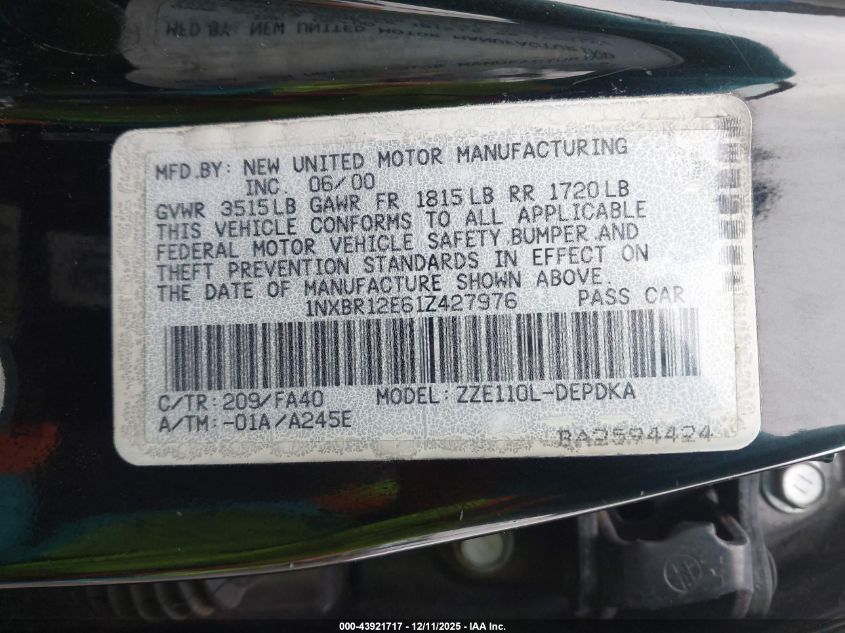 MFD.BY: NEW UNITED MOTOR MANUFACTURING
INC. 06/00
GVWR 3515LB GAWR FR 1815LB RR 1720LB
THIS VEHICLE CONFORMS TO ALL APPLICABLE
FEDERAL MOTOR VEHICLE SAFETY,BUMPER,AND
THEFT PREVENTION STANDARDS IN EFFECT ON
THE DATE OF MANUFACTURE SHOWN ABOVE.
1NXBR12E61Z427976 PASS CAR
C/TR: 209/FA40 MODEL: ZZE110L-DEPDKA
A/TM:-01A/A245E
BA2594424
000-43921717 - 12/11/2025 - IAA Inc.